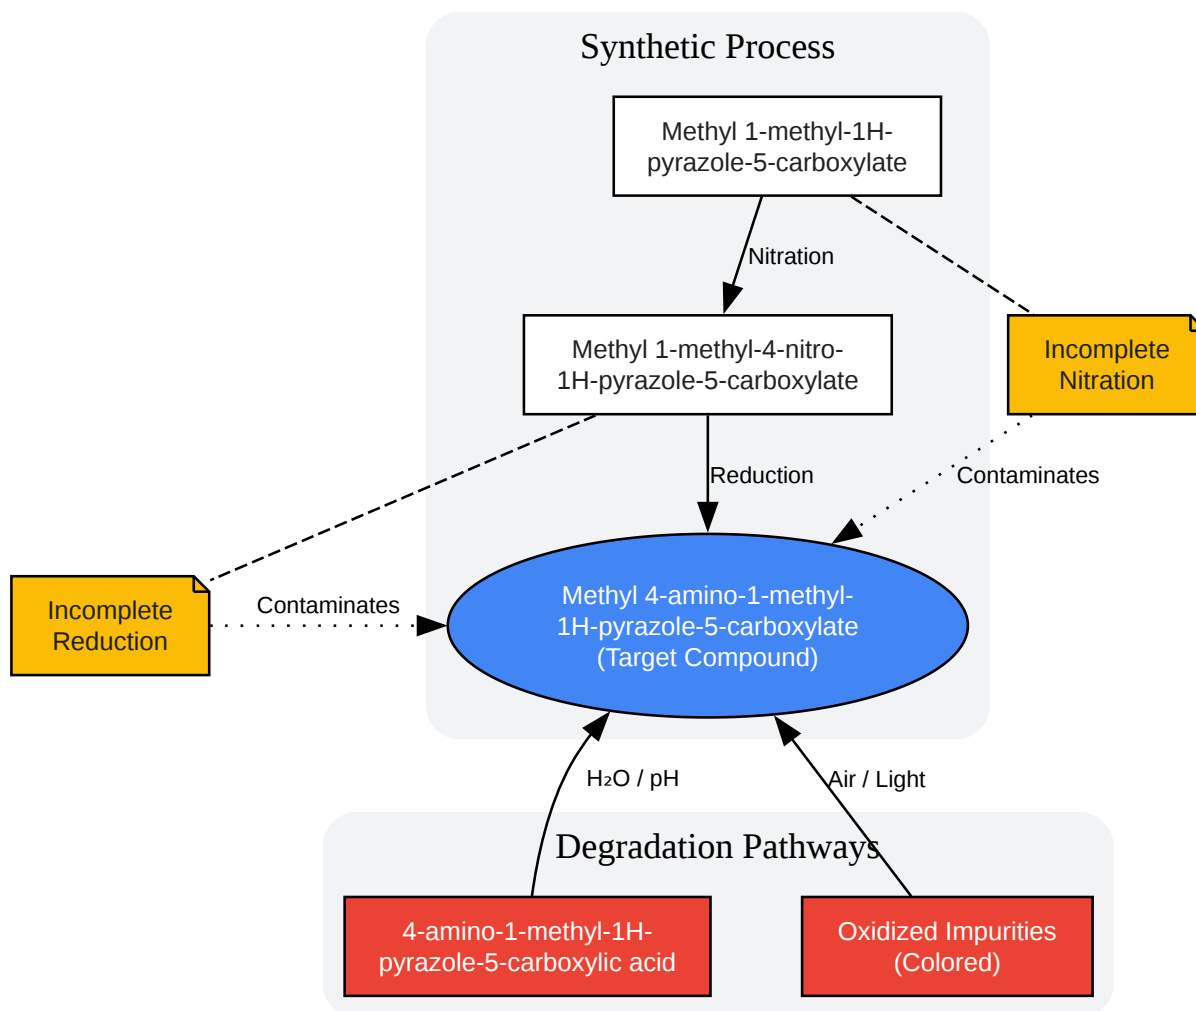 Synthetic Process
Methyl 1-methyl-1H-
pyrazole-5-carboxylate
Nitration
Methyl 1-methyl-4-nitro-
1H-pyrazole-5-carboxylate
Incomplete
Nitration
Reduction
Contaminates
Incomplete
Reduction
Contaminates
Methyl 4-amino-1-methyl-
1H-pyrazole-5-carboxylate
(Target Compound)
H₂O / pH
Air / Light
Degradation Pathways
4-amino-1-methyl-1H-
pyrazole-5-carboxylic acid
Oxidized Impurities
(Colored)